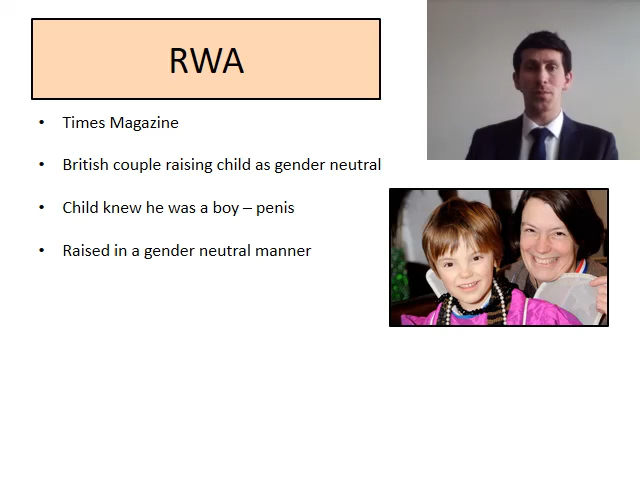 RWA
• Times Magazine
• British couple raising child as gender neutral
• Child knew he was a boy – penis
• Raised in a gender neutral manner